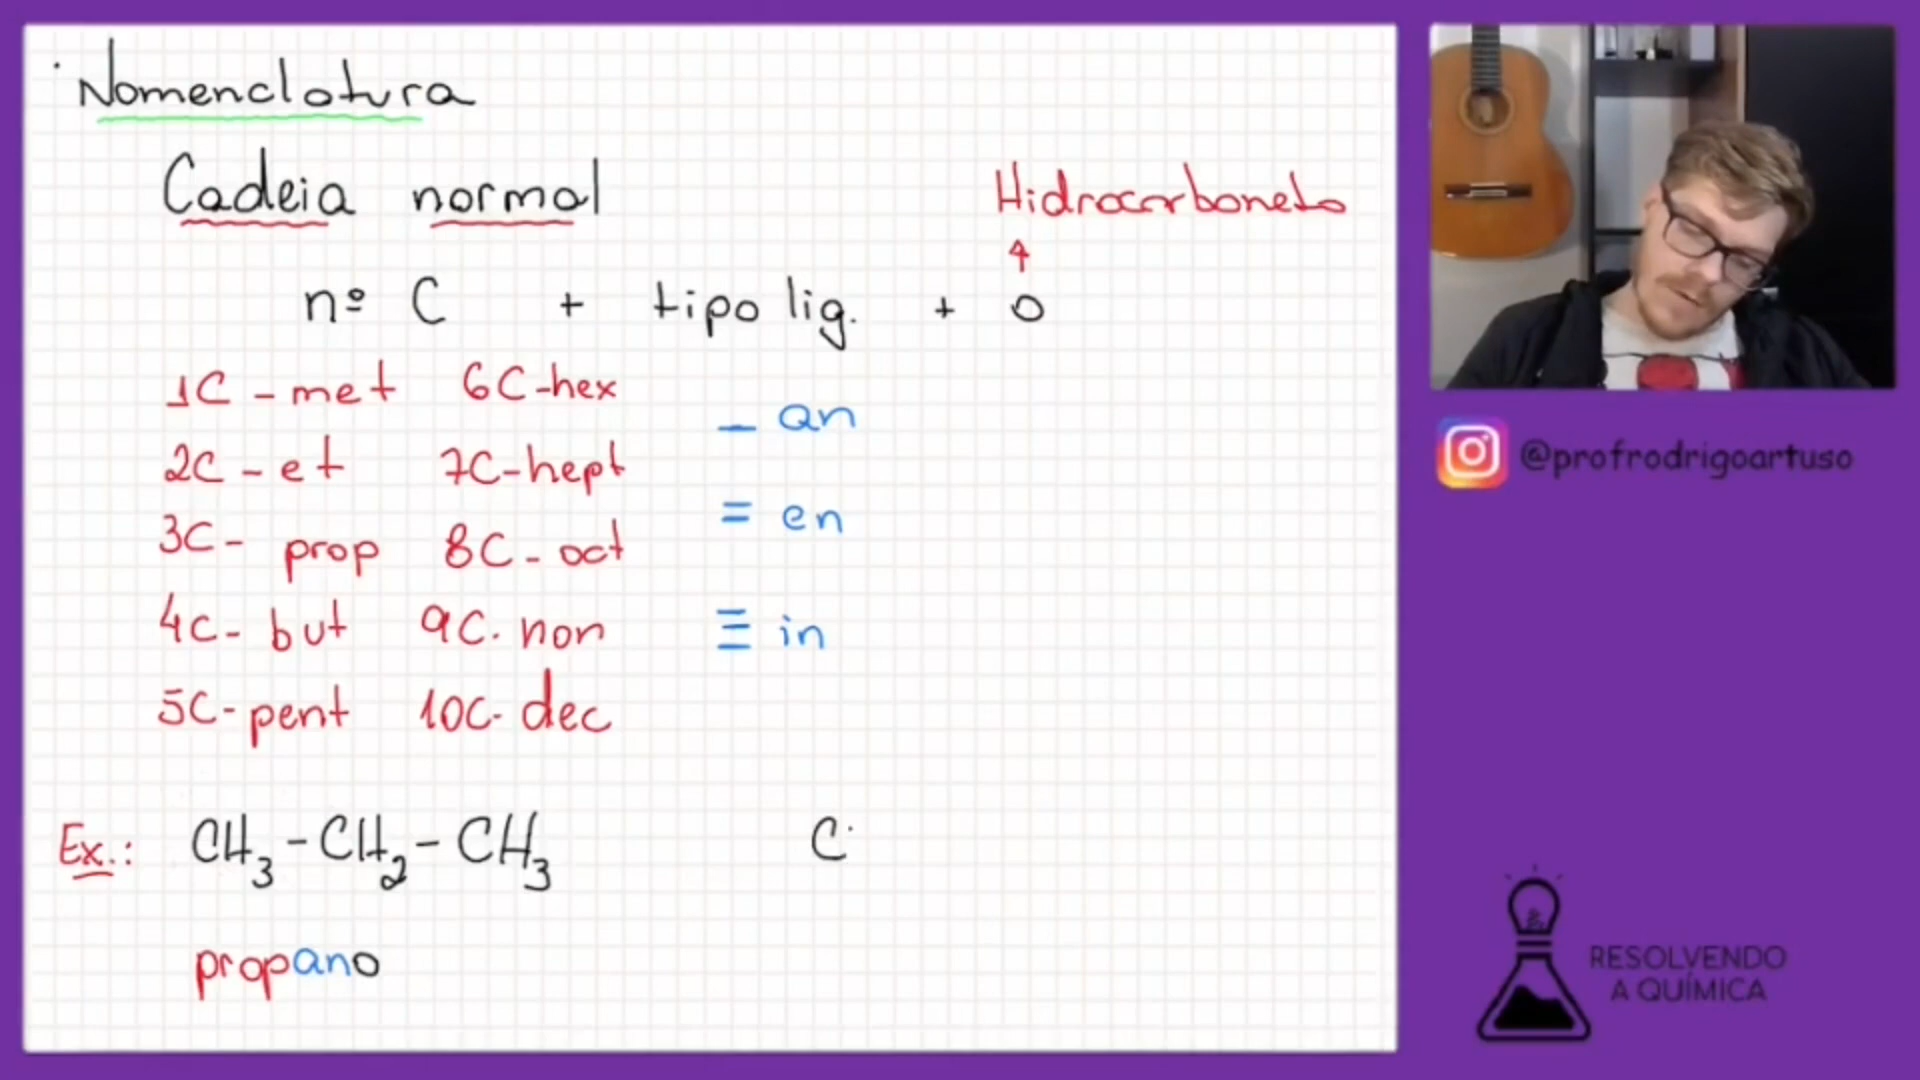 Nomenclatura
Cadeia normal
Hidrocarboneto
nº C + tipo lig. + o
1C - met 6C-hex
2C - et 7C-hept
3C- prop 8C- oct
4C- but 9C- non
5C- pent 10C- dec
_ an
= en
≡ in
Ex.: CH3 - CH2 - CH3
C
propano
@profrodrigoartuso
RESOLVENDO
A QUÍMICA